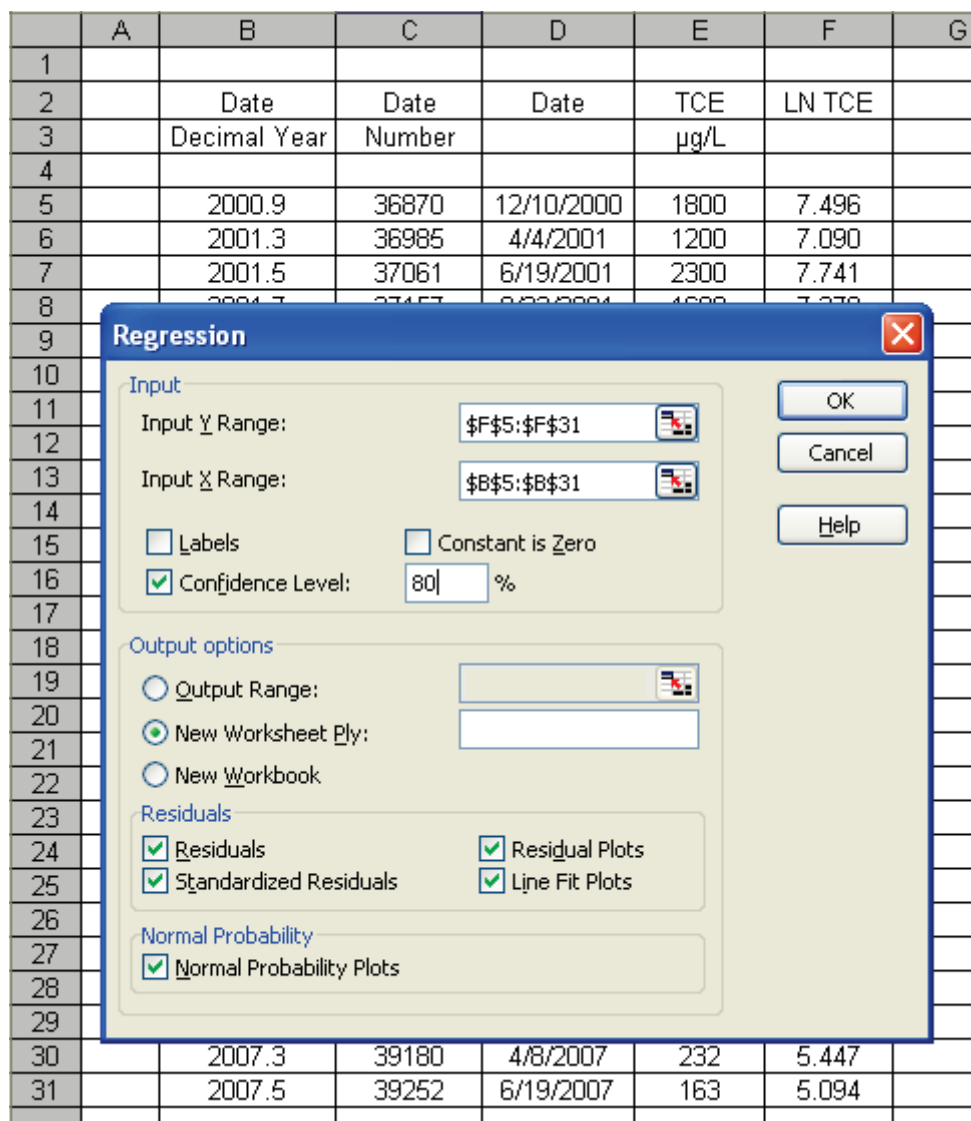 A B C D E F G
1
2 Date Date Date TCE LN TCE
3 Decimal Year Number µg/L
4
5 2000.9 36870 12/10/2000 1800 7.496
6 2001.3 36985 4/4/2001 1200 7.090
7 2001.5 37061 6/19/2001 2300 7.741
8
9
10
11
12
13
14
15
16
17
18
19
20
21
22
23
24
25
26
27
28
29
Regression
Input
Input Y Range: $F$5:$F$31
OK
Input X Range: $B$5:$B$31
Cancel
Help
Labels Constant is Zero
Confidence Level: 80 %
Output options
Output Range:
New Worksheet Ply:
New Workbook
Residuals
Residuals Residual Plots
Standardized Residuals Line Fit Plots
Normal Probability
Normal Probability Plots
30 2007.3 39180 4/8/2007 232 5.447
31 2007.5 39252 6/19/2007 163 5.094